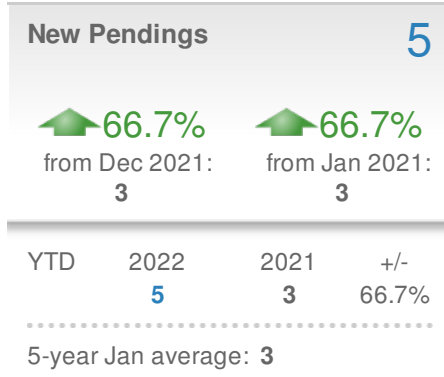 New Pendings 5
66.7% 66.7%
from Dec 2021: from Jan 2021:
3 3
YTD 2022 2021 +/-
5 3 66.7%
5-year Jan average: 3